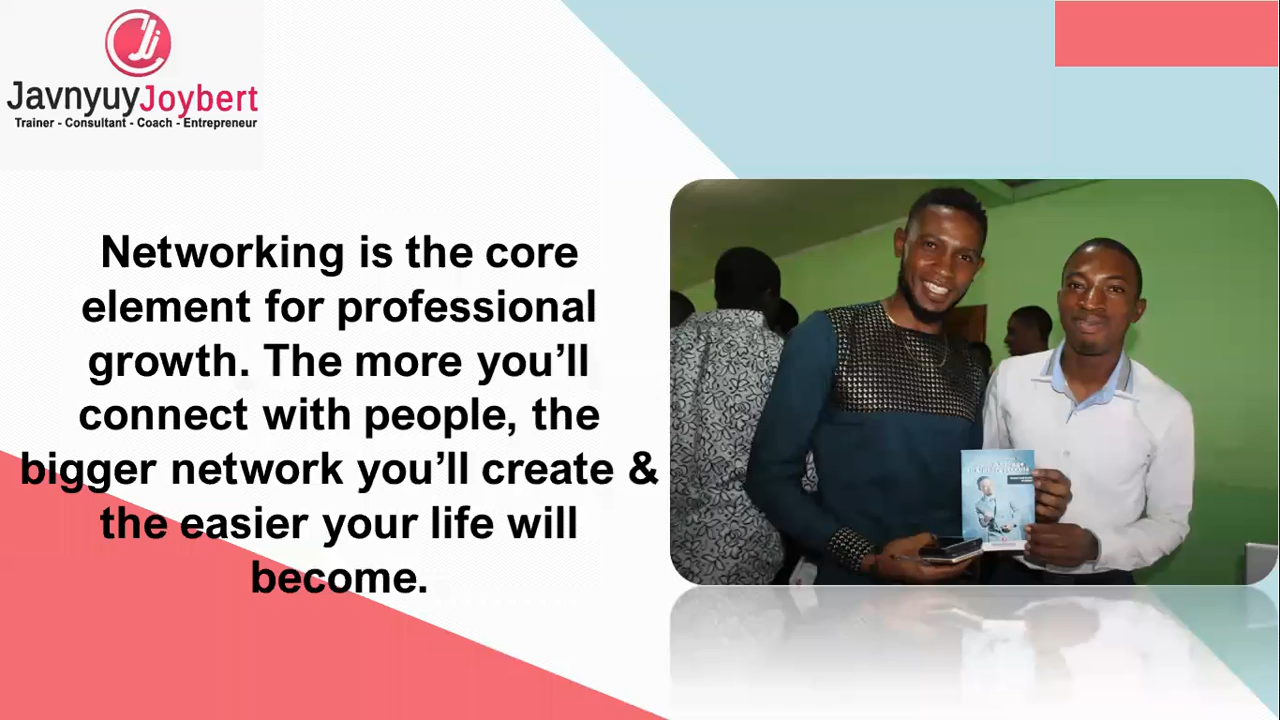 JavnyuyJoybert
Trainer - Consultant - Coach - Entrepreneur
Networking is the core
element for professional
growth. The more you’ll
connect with people, the
bigger network you’ll create &
the easier your life will
become.